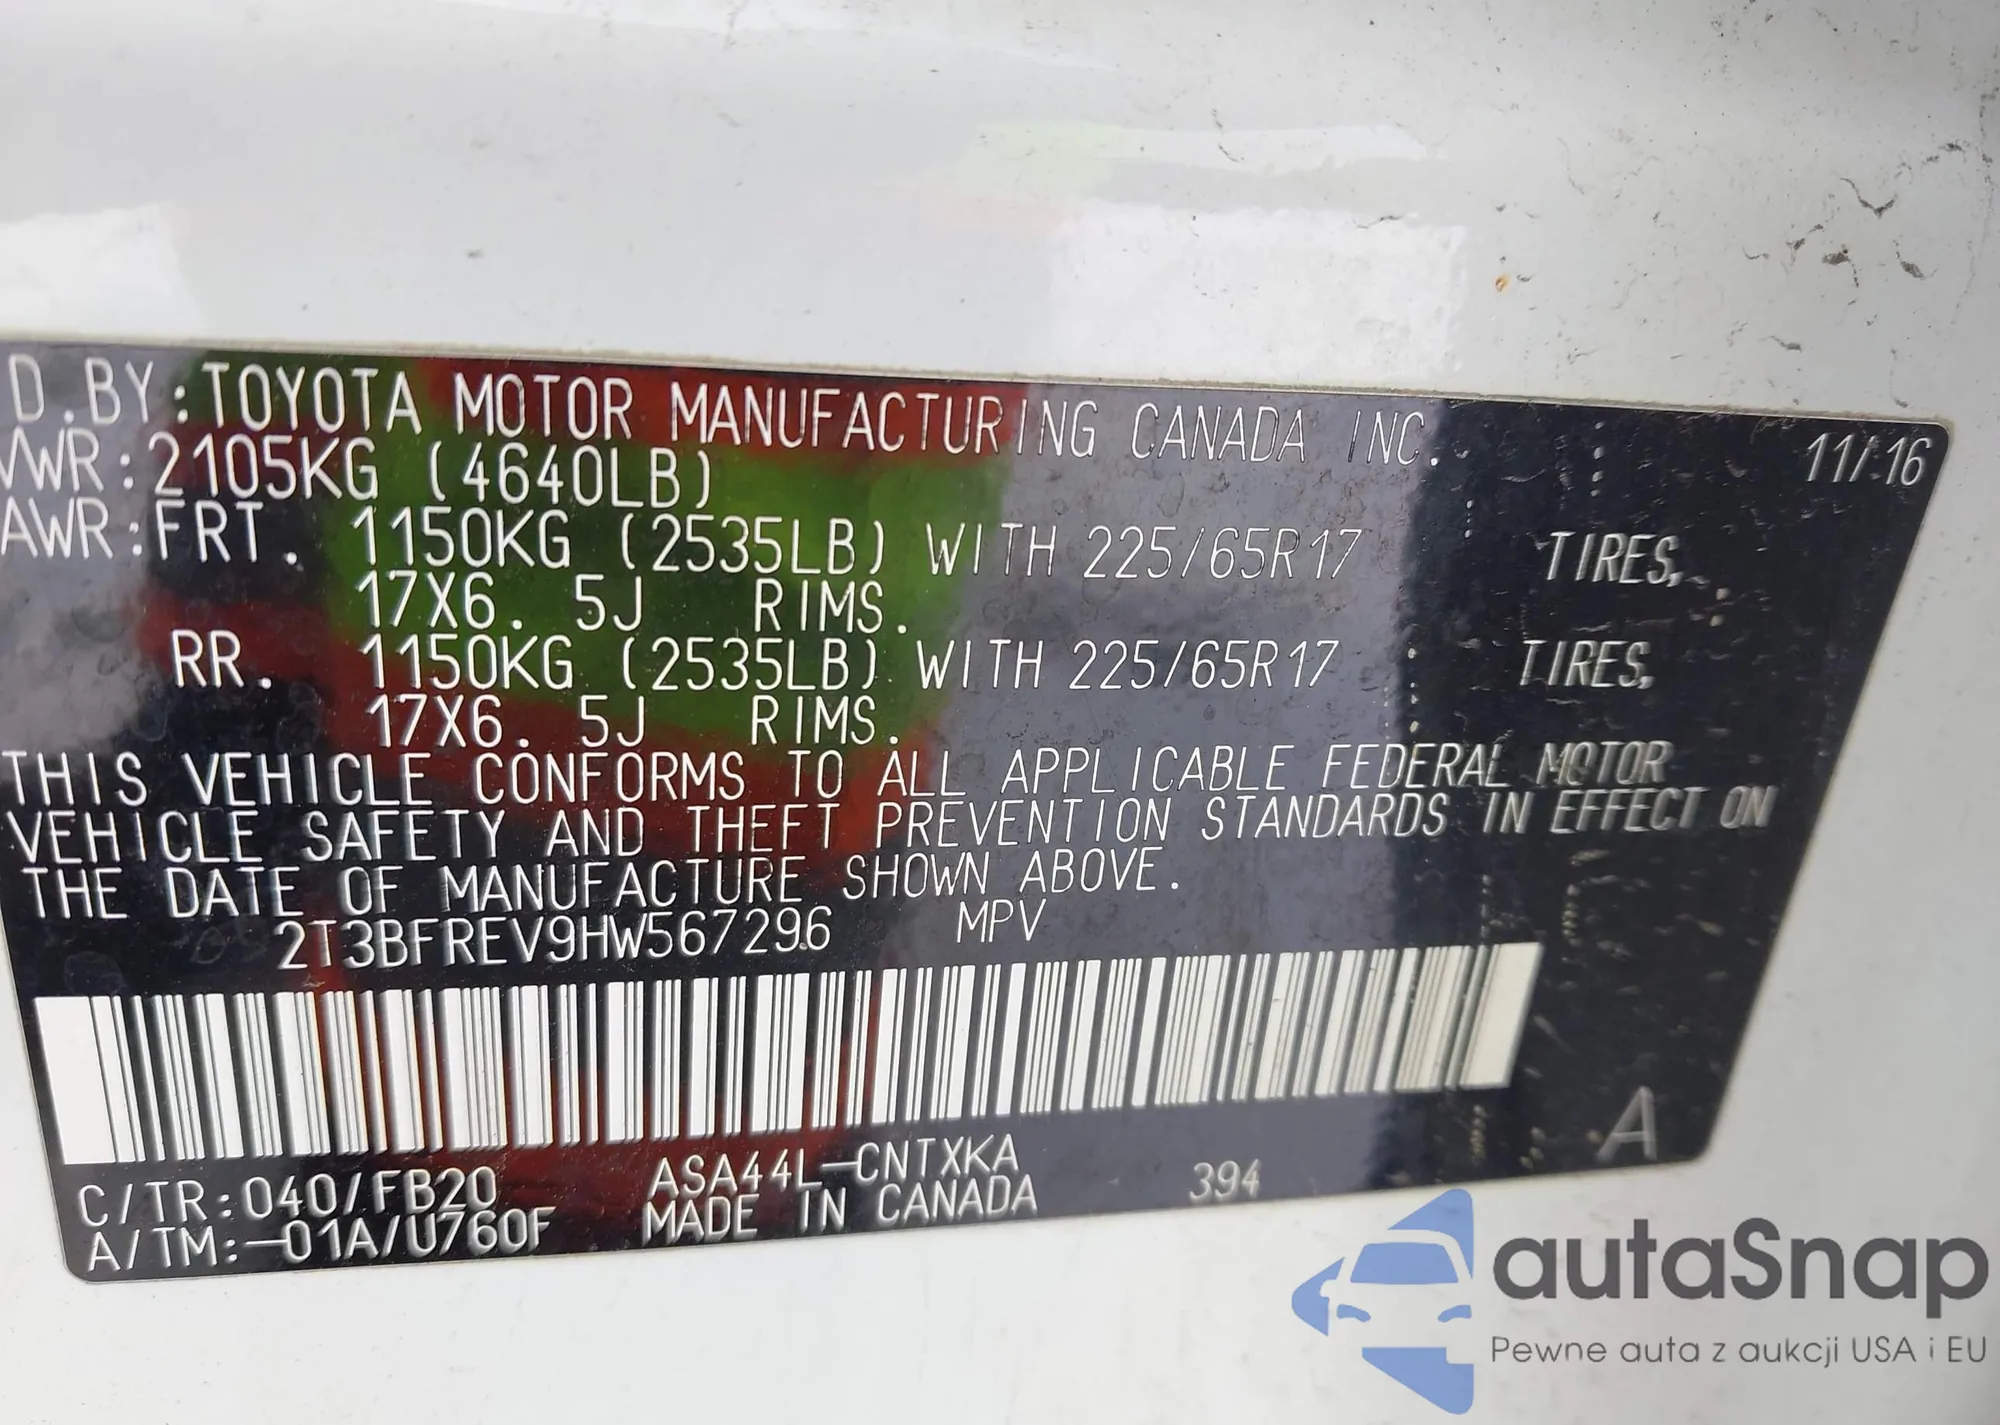 D.BY:TOYOTA MOTOR MANUFACTURING CANADA INC. 11/16
VWR:2105KG (4640LB)
AWR:FRT. 1150KG (2535LB) WITH 225/65R17 TIRES,
17X6. 5J RIMS.
RR. 1150KG (2535LB) WITH 225/65R17 TIRES,
17X6. 5J RIMS.
THIS VEHICLE CONFORMS TO ALL APPLICABLE FEDERAL MOTOR
VEHICLE SAFETY AND THEFT PREVENTION STANDARDS IN EFFECT ON
THE DATE OF MANUFACTURE SHOWN ABOVE.
2T3BFREV9HW567296 MPV
A
C/TR:040/FB20 ASA44L-CNTXKA 394
A/TM:-01A/U760F MADE IN CANADA
autaSnap
Pewne auta z aukcji USA i EU